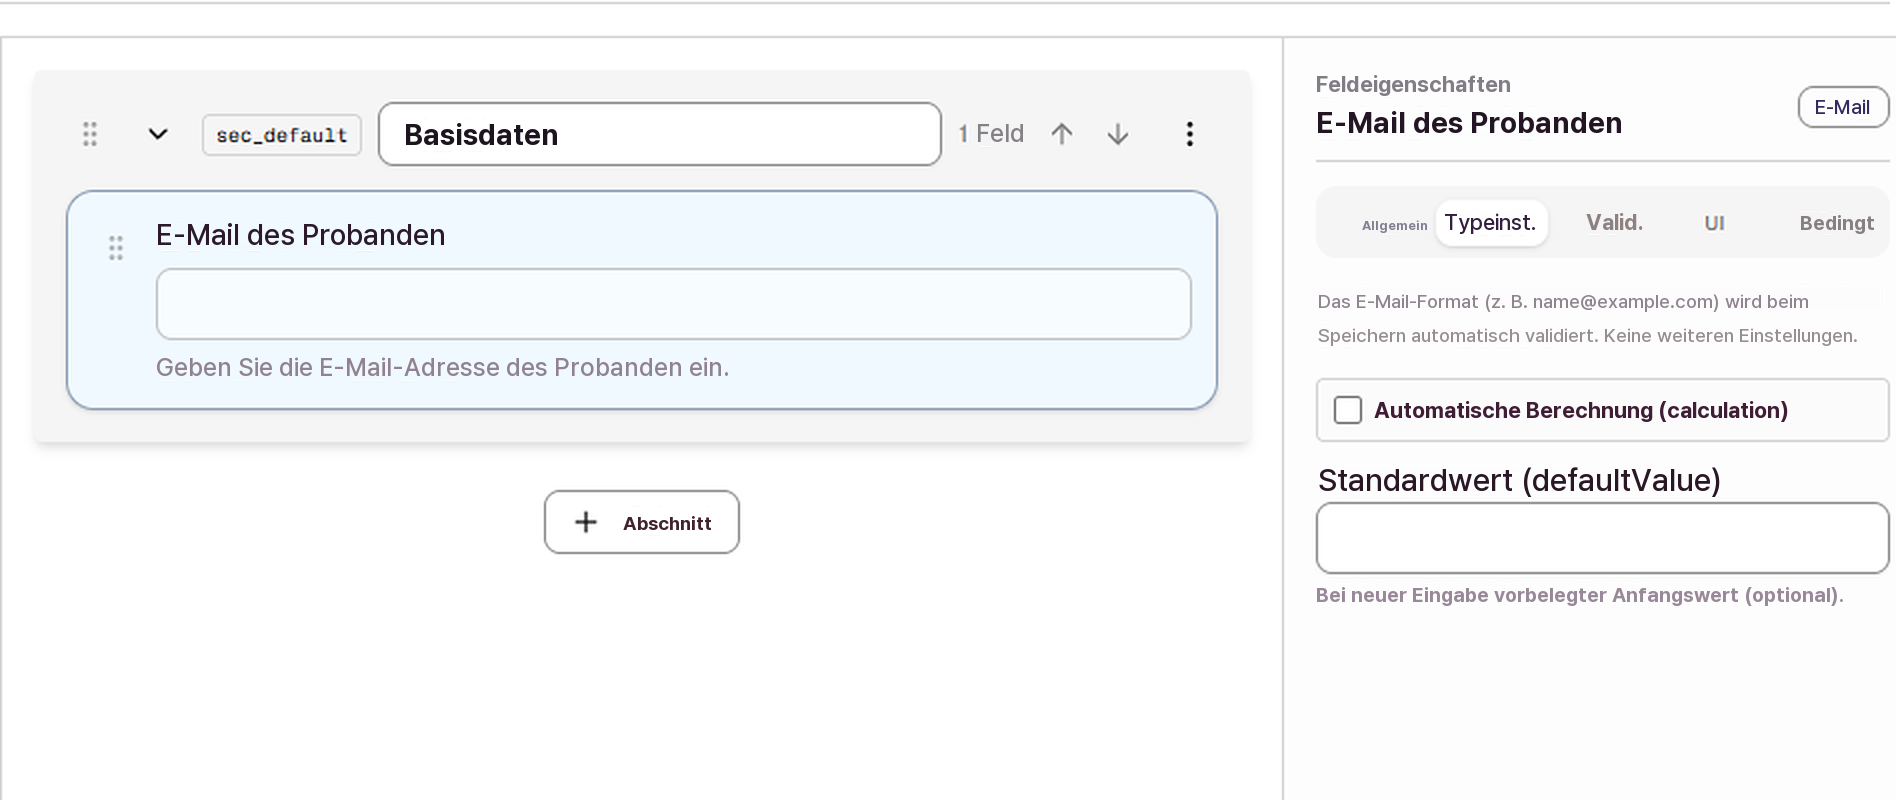 sec_default
Basisdaten
1 Feld
E-Mail des Probanden
Geben Sie die E-Mail-Adresse des Probanden ein.
Abschnitt
Feldeigenschaften
E-Mail des Probanden
E-Mail
Allgemein Typeinst. Valid. UI Bedingt
Das E-Mail-Format (z. B. name@example.com) wird beim
Speichern automatisch validiert. Keine weiteren Einstellungen.
Automatische Berechnung (calculation)
Standardwert (defaultValue)
Bei neuer Eingabe vorbelegter Anfangswert (optional).